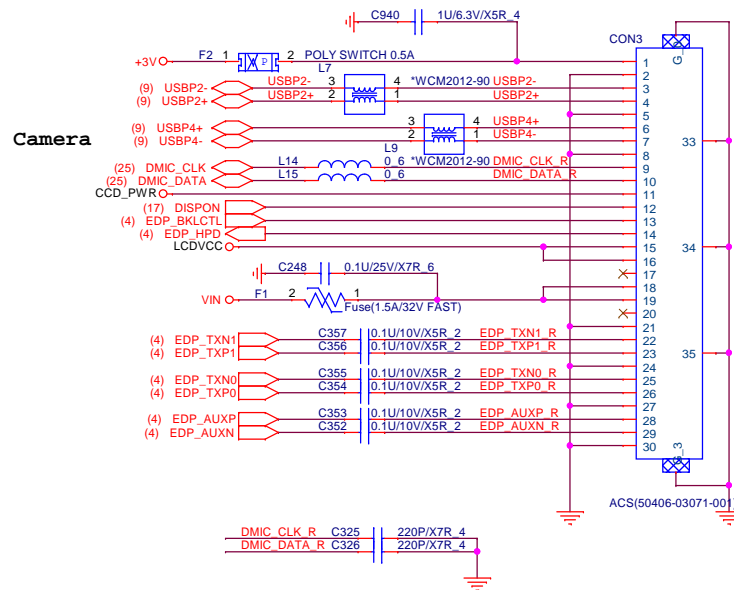 C940 1U/6.3V/X5R_4
CON3
+3V F2 1 P 2 POLY SWITCH 0.5A 1
L7 2
(9) USBP2- USBP2- 3 4 *WCM2012-90 USBP2- 3
(9) USBP2+ USBP2+ 2 1 USBP2+ 4
5
(9) USBP4+ 3 4 USBP4+ 6
Camera (9) USBP4- 2 1 USBP4- 7 33
L9 8
(25) DMIC_CLK L14 0_6 *WCM2012-90 DMIC_CLK_R 9
(25) DMIC_DATA L15 0_6 DMIC_DATA_R 10
CCD_PWR 11
(17) DISPON 12
(4) EDP_BKLCTL 13
(4) EDP_HPD 14
LCDVCC 15 34
16
C248 0.1U/25V/X7R_6 17
18
VIN F1 2 1 19
Fuse(1.5A/32V FAST) 20
21
(4) EDP_TXN1 C357 0.1U/10V/X5R_2 EDP_TXN1_R 22
(4) EDP_TXP1 C356 0.1U/10V/X5R_2 EDP_TXP1_R 23 35
24
(4) EDP_TXN0 C355 0.1U/10V/X5R_2 EDP_TXN0_R 25
(4) EDP_TXP0 C354 0.1U/10V/X5R_2 EDP_TXP0_R 26
27
(4) EDP_AUXP C353 0.1U/10V/X5R_2 EDP_AUXP_R 28
(4) EDP_AUXN C352 0.1U/10V/X5R_2 EDP_AUXN_R 29
30
G_3
ACS(50406-03071-001)
DMIC_CLK_R C325 220P/X7R_4
DMIC_DATA_R C326 220P/X7R_4